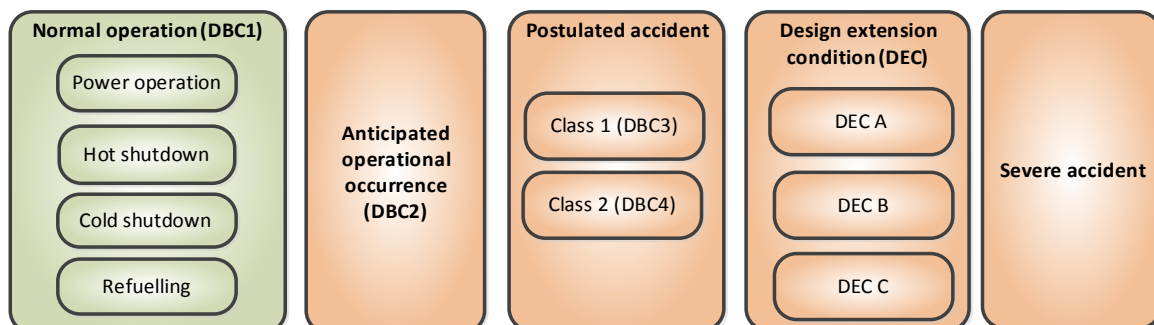 Normal operation (DBC1)
Power operation
Hot shutdown
Cold shutdown
Refuelling
Anticipated
operational
occurrence
(DBC2)
Postulated accident
Class 1 (DBC3)
Class 2 (DBC4)
Design extension
condition (DEC)
DEC A
DEC B
DEC C
Severe accident